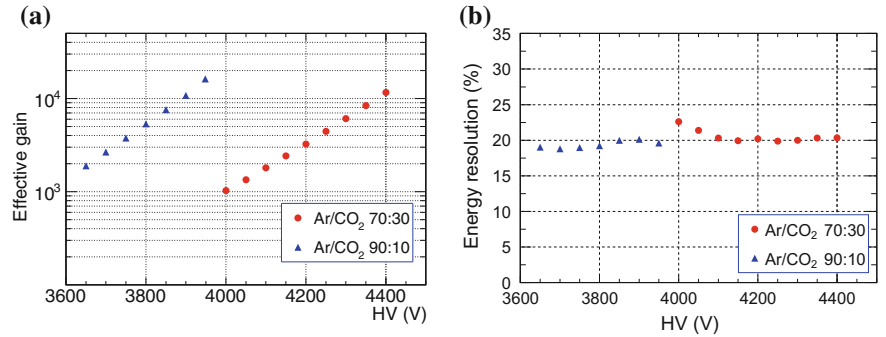 (a)
Effective gain
10⁴
10³
Ar/CO₂ 70:30
Ar/CO₂ 90:10
3600 3800 4000 4200 4400
HV (V)
(b)
Energy resolution (%)
35
30
25
20
15
10
5
0
Ar/CO₂ 70:30
Ar/CO₂ 90:10
3600 3800 4000 4200 4400
HV (V)